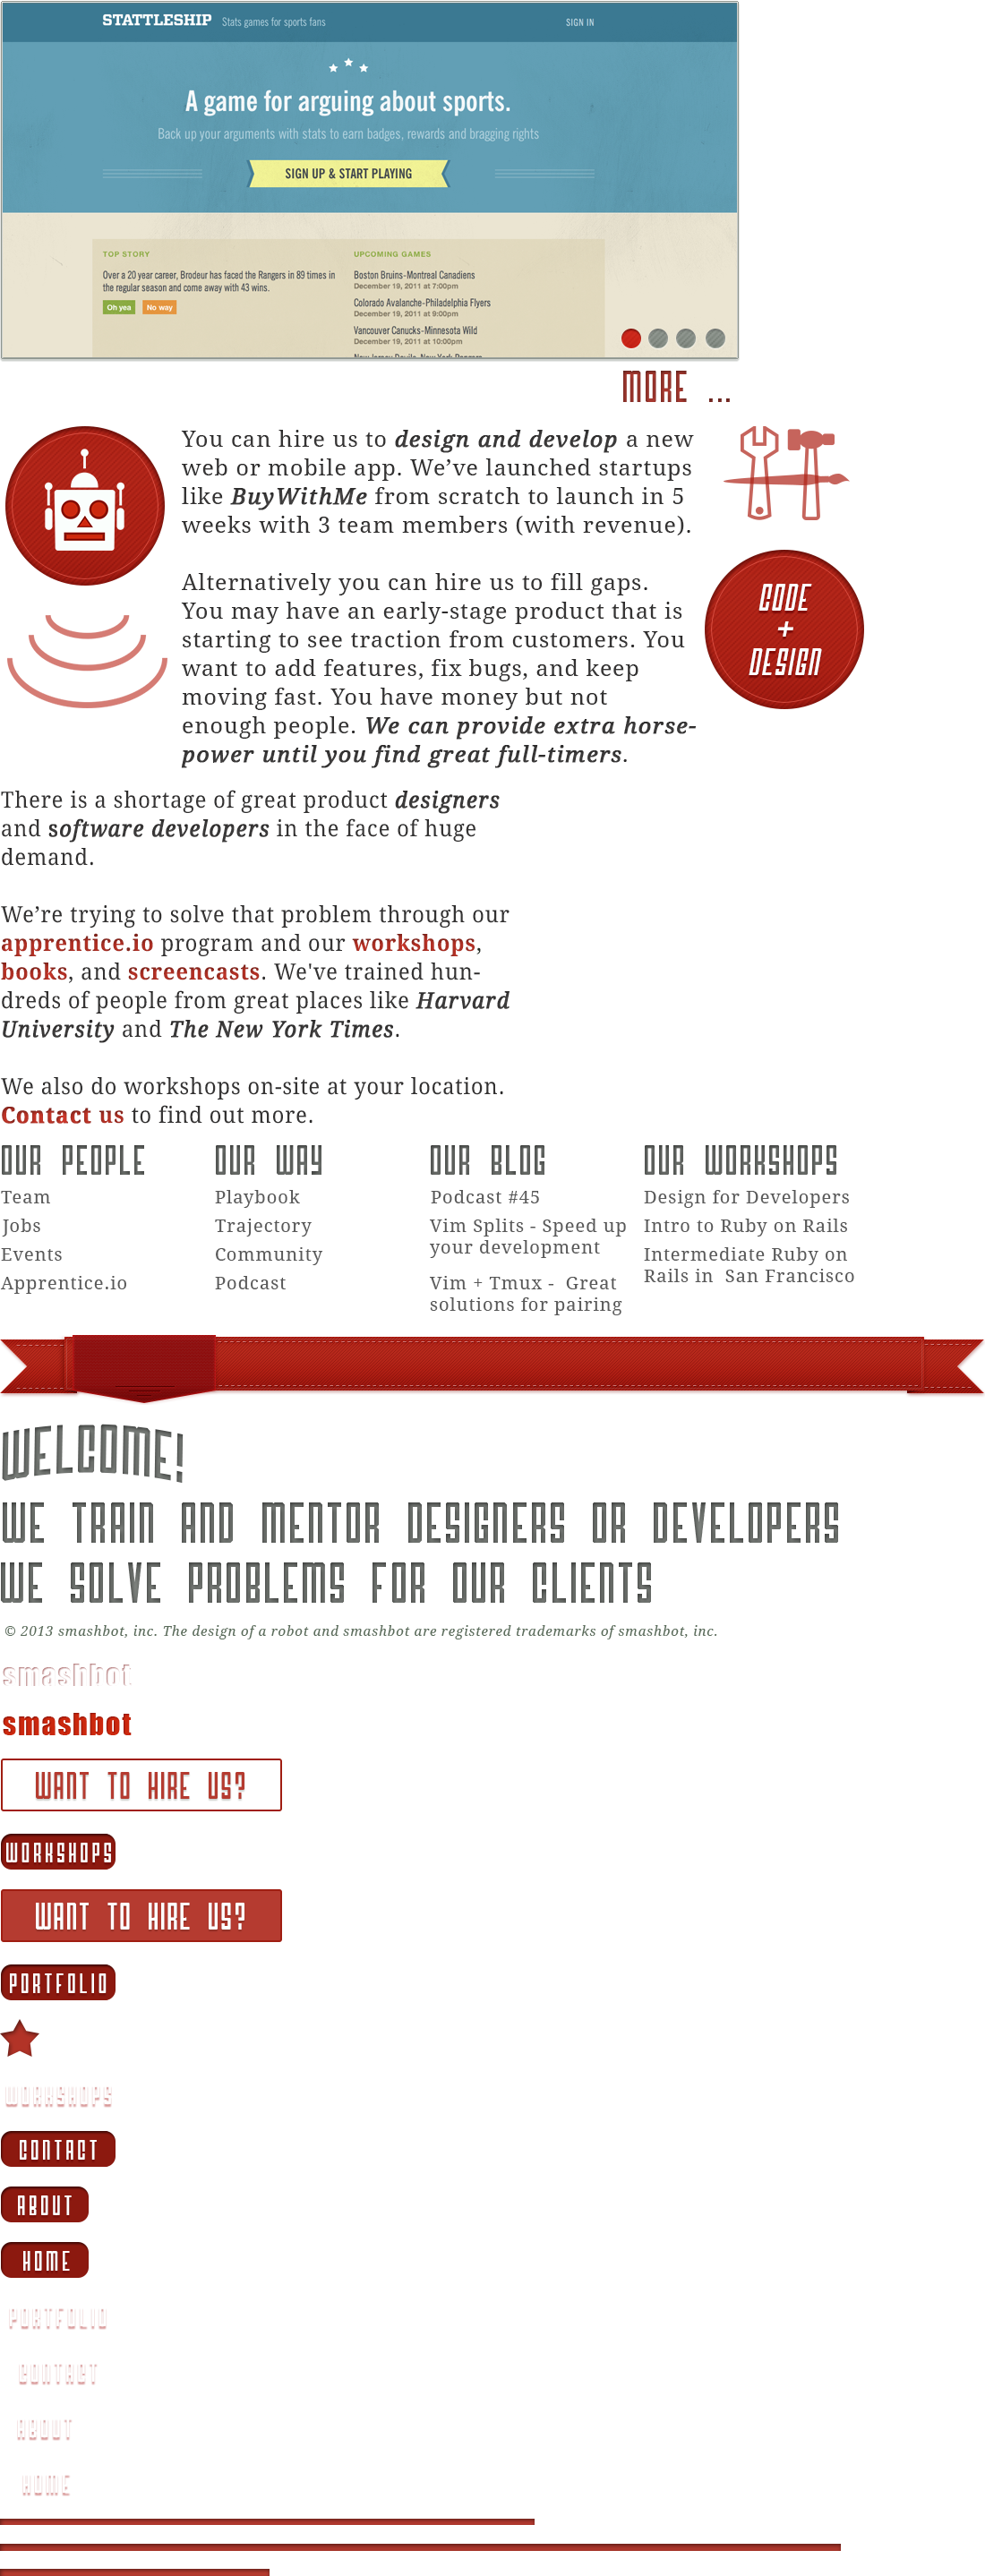 STATTLESHIP Stats games for sports fans SIGN IN
A game for arguing about sports.
Back up your arguments with stats to earn badges, rewards and bragging rights
SIGN UP & START PLAYING
TOP STORY
Over a 20 year career, Brodeur has faced the Rangers in 89 times in
the regular season and come away with 43 wins.
Oh yea No way
UPCOMING GAMES
Boston Bruins-Montreal Canadiens
December 19, 2011 at 7:00pm
Colorado Avalanche-Philadelphia Flyers
December 19, 2011 at 9:00pm
Vancouver Canucks-Minnesota Wild
December 19, 2011 at 10:00pm
MORE ...
You can hire us to design and develop a new
web or mobile app. We’ve launched startups
like BuyWithMe from scratch to launch in 5
weeks with 3 team members (with revenue).
Alternatively you can hire us to fill gaps.
You may have an early-stage product that is
starting to see traction from customers. You
want to add features, fix bugs, and keep
moving fast. You have money but not
enough people. We can provide extra horse-
power until you find great full-timers.
CODE
+
DESIGN
There is a shortage of great product designers
and software developers in the face of huge
demand.
We’re trying to solve that problem through our
apprentice.io program and our workshops,
books, and screencasts. We've trained hun-
dreds of people from great places like Harvard
University and The New York Times.
We also do workshops on-site at your location.
Contact us to find out more.
OUR PEOPLE
Team
Jobs
Events
Apprentice.io
OUR WAY
Playbook
Trajectory
Community
Podcast
OUR BLOG
Podcast #45
Vim Splits - Speed up
your development
Vim + Tmux - Great
solutions for pairing
OUR WORKSHOPS
Design for Developers
Intro to Ruby on Rails
Intermediate Ruby on
Rails in San Francisco
WELCOME!
WE TRAIN AND MENTOR DESIGNERS OR DEVELOPERS
WE SOLVE PROBLEMS FOR OUR CLIENTS
© 2013 smashbot, inc. The design of a robot and smashbot are registered trademarks of smashbot, inc.
smashbot
smashbot
WANT TO HIRE US?
WORKSHOPS
WANT TO HIRE US?
PORTFOLIO
WORKSHOPS
CONTACT
ABOUT
HOME
PORTFOLIO
CONTACT
ABOUT
HOME